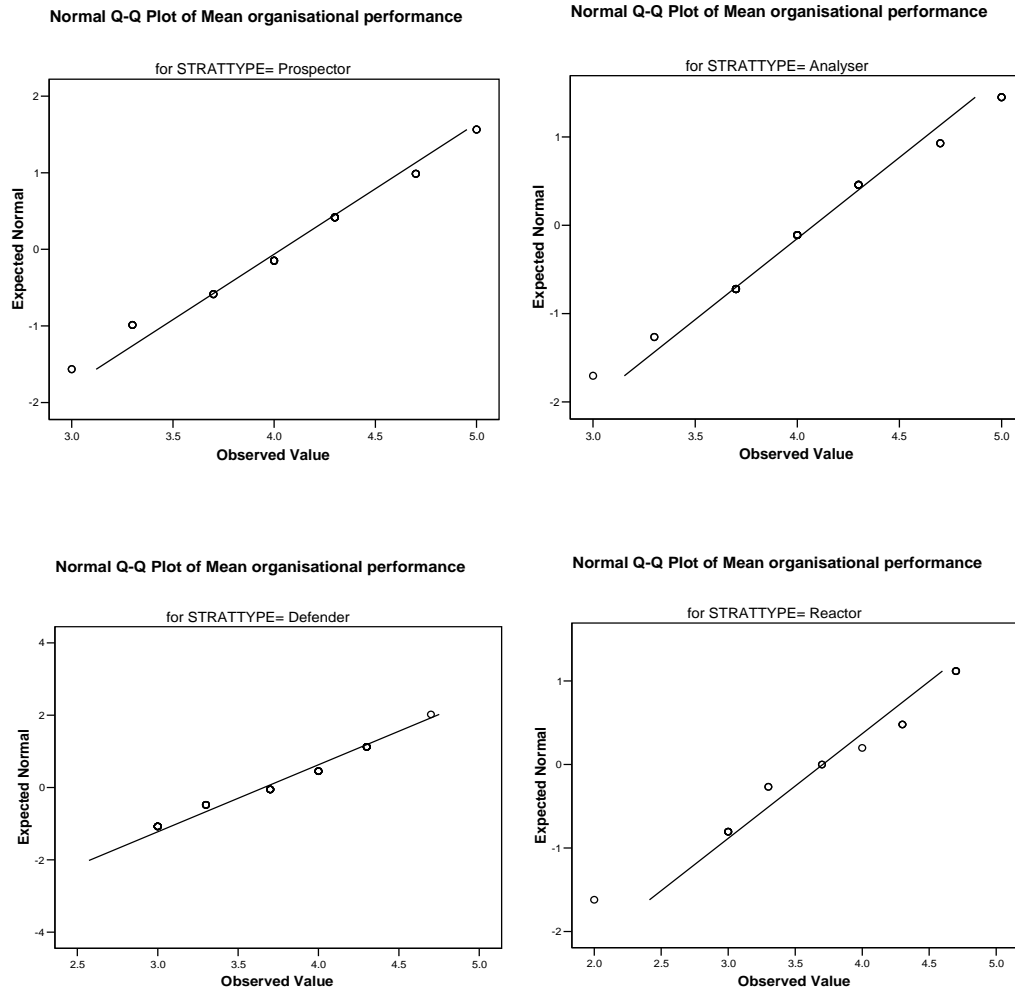 Normal Q-Q Plot of Mean organisational performance
for STRATTYPE= Prospector
2
1
0
-1
-2
Expected Normal
3.0 3.5 4.0 4.5 5.0
Observed Value
Normal Q-Q Plot of Mean organisational performance
for STRATTYPE= Analyser
1
0
-1
-2
Expected Normal
3.0 3.5 4.0 4.5 5.0
Observed Value
Normal Q-Q Plot of Mean organisational performance
for STRATTYPE= Defender
4
2
0
-2
-4
Expected Normal
2.5 3.0 3.5 4.0 4.5 5.0
Observed Value
Normal Q-Q Plot of Mean organisational performance
for STRATTYPE= Reactor
1
0
-1
-2
Expected Normal
2.0 2.5 3.0 3.5 4.0 4.5 5.0
Observed Value